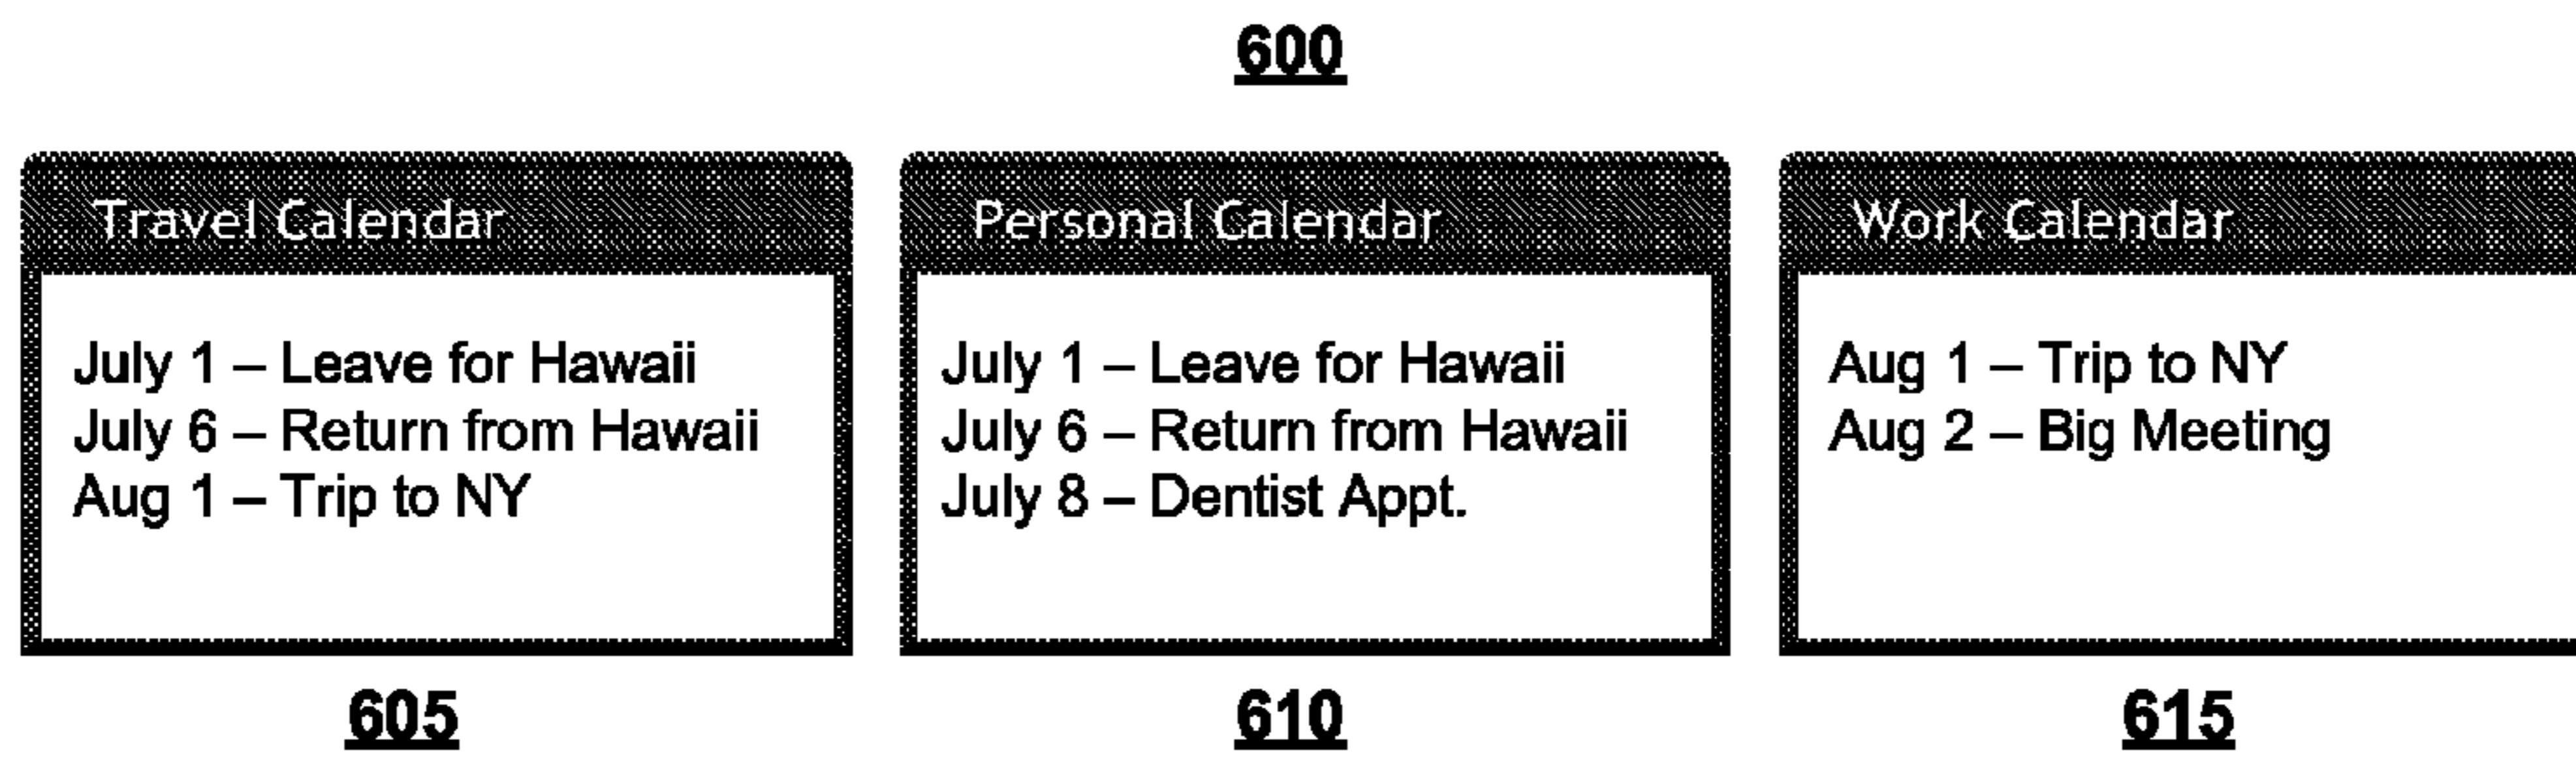 600
Travel Calendar
July 1 – Leave for Hawaii
July 6 – Return from Hawaii
Aug 1 – Trip to NY
605
Personal Calendar
July 1 – Leave for Hawaii
July 6 – Return from Hawaii
July 8 – Dentist Appt.
610
Work Calendar
Aug 1 – Trip to NY
Aug 2 – Big Meeting
615